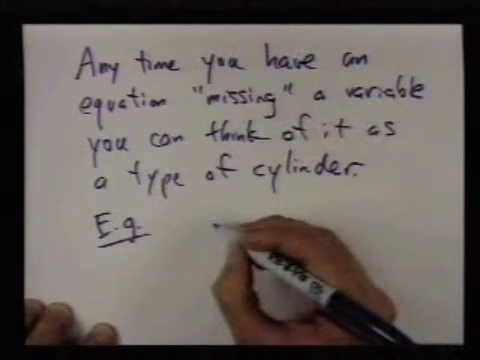 Any time you have an
equation "missing" a variable
you can think of it as
a type of cylinder.
E.g.